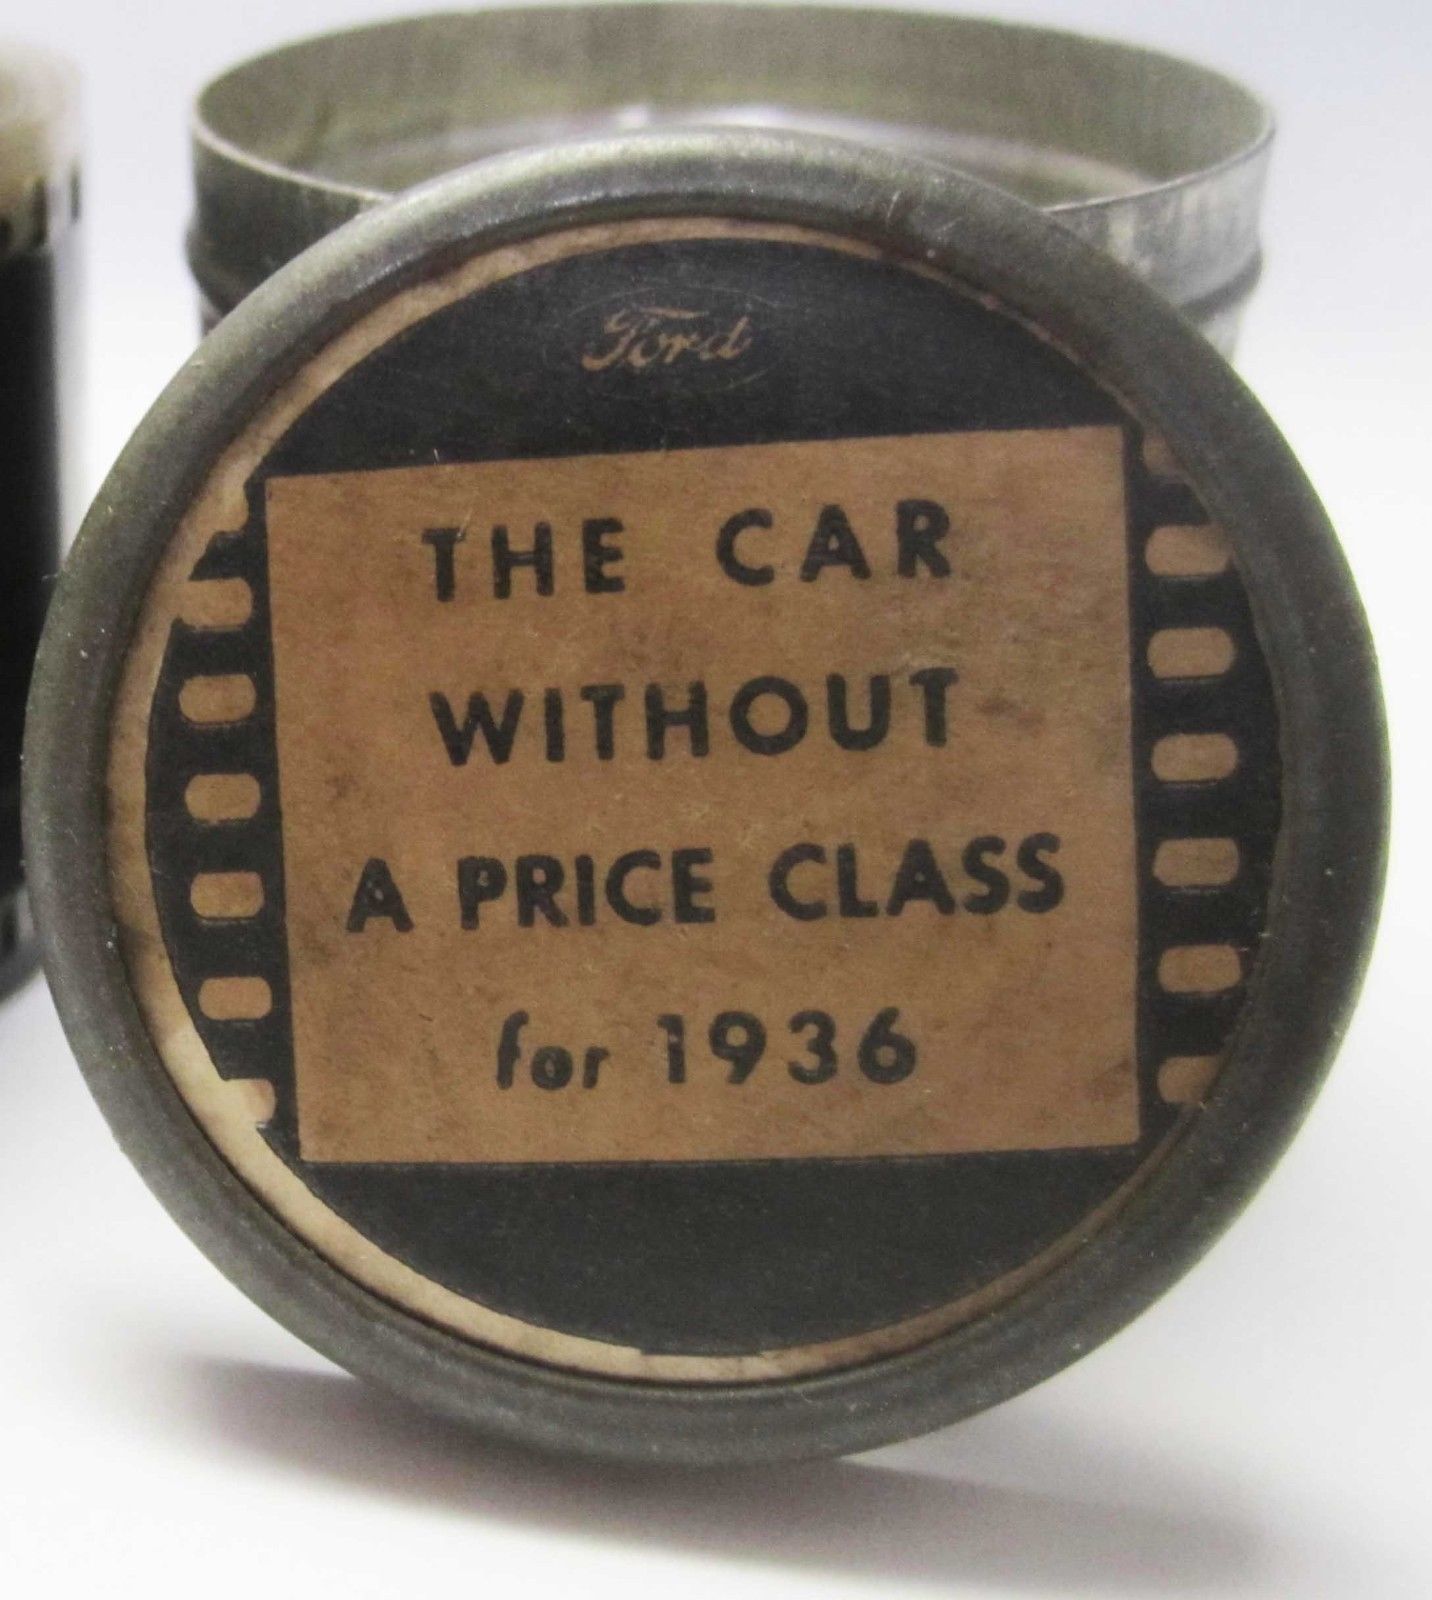 Ford
THE CAR
WITHOUT
A PRICE CLASS
for 1936